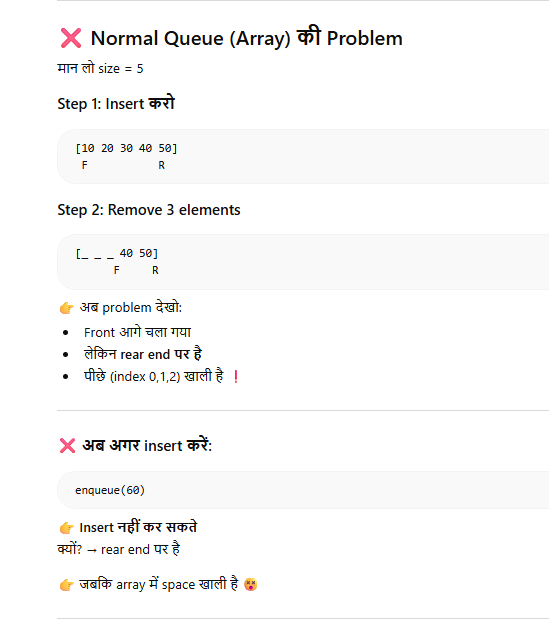 ❌ Normal Queue (Array) की Problem
मान लो size = 5
Step 1: Insert करो
[10 20 30 40 50]
F R
Step 2: Remove 3 elements
[_ _ _ 40 50]
F R
👉 अब problem देखो:
• Front आगे चला गया
• लेकिन rear end पर है
• पीछे (index 0,1,2) खाली है ❗
❌ अब अगर insert करें:
enqueue(60)
👉 Insert नहीं कर सकते
क्यों? → rear end पर है
👉 जबकि array में space खाली है 😵